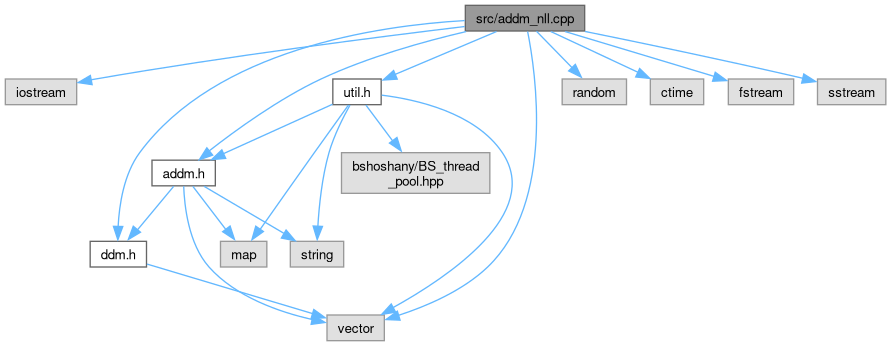 src/addm_nll.cpp
iostream
util.h
random
ctime
fstream
sstream
addm.h
bshoshany/BS_thread
_pool.hpp
ddm.h
map
string
vector